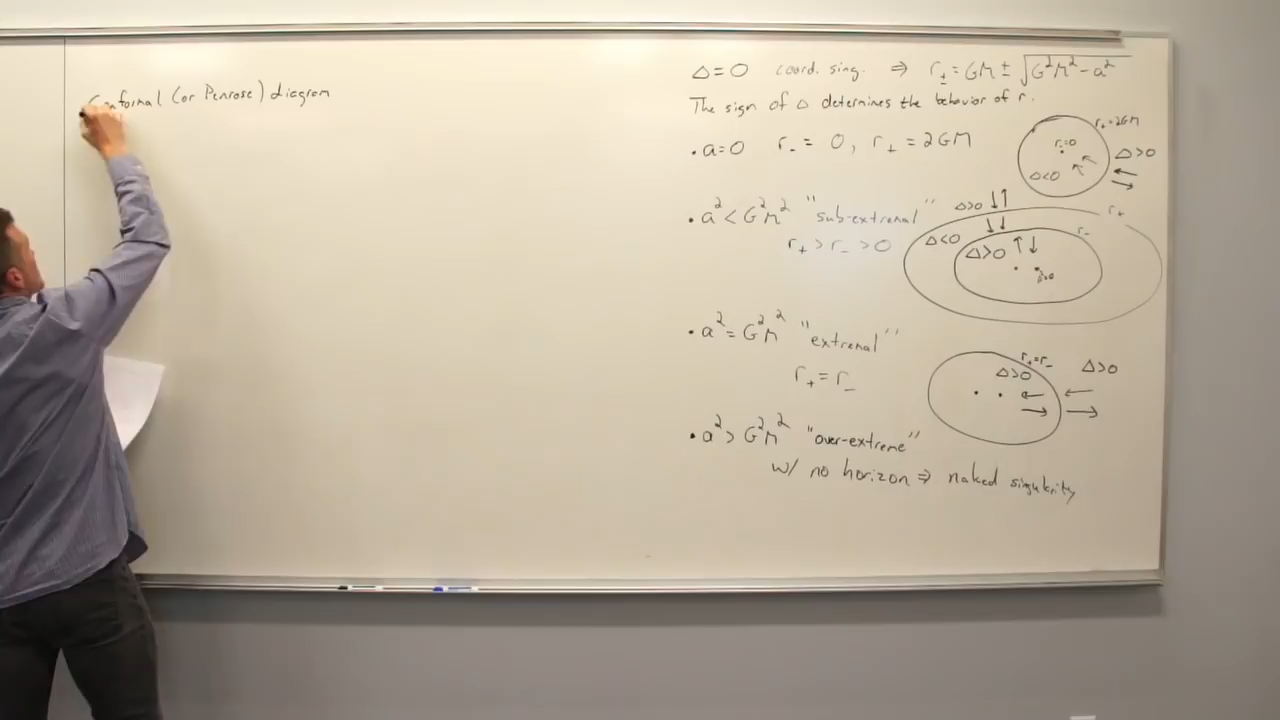 Conformal (or Penrose) diagram
Δ=0 coord. sing. ⇒ r± = GM ± √G²M²-a²
The sign of Δ determines the behavior of r.
• a=0 r₋ = 0, r₊ = 2GM
r₊=2GM
r₋=0
Δ>0
Δ<0
• a² < G²M² "sub-extremal"
r₊ > r₋ > 0
Δ>0
r₊
Δ<0
r₋
Δ>0
• a² = G²M² "extremal"
r₊ = r₋
r₊=r₋
Δ>0
Δ>0
• a² > G²M² "over-extreme"
w/ no horizon ⇒ naked singularity